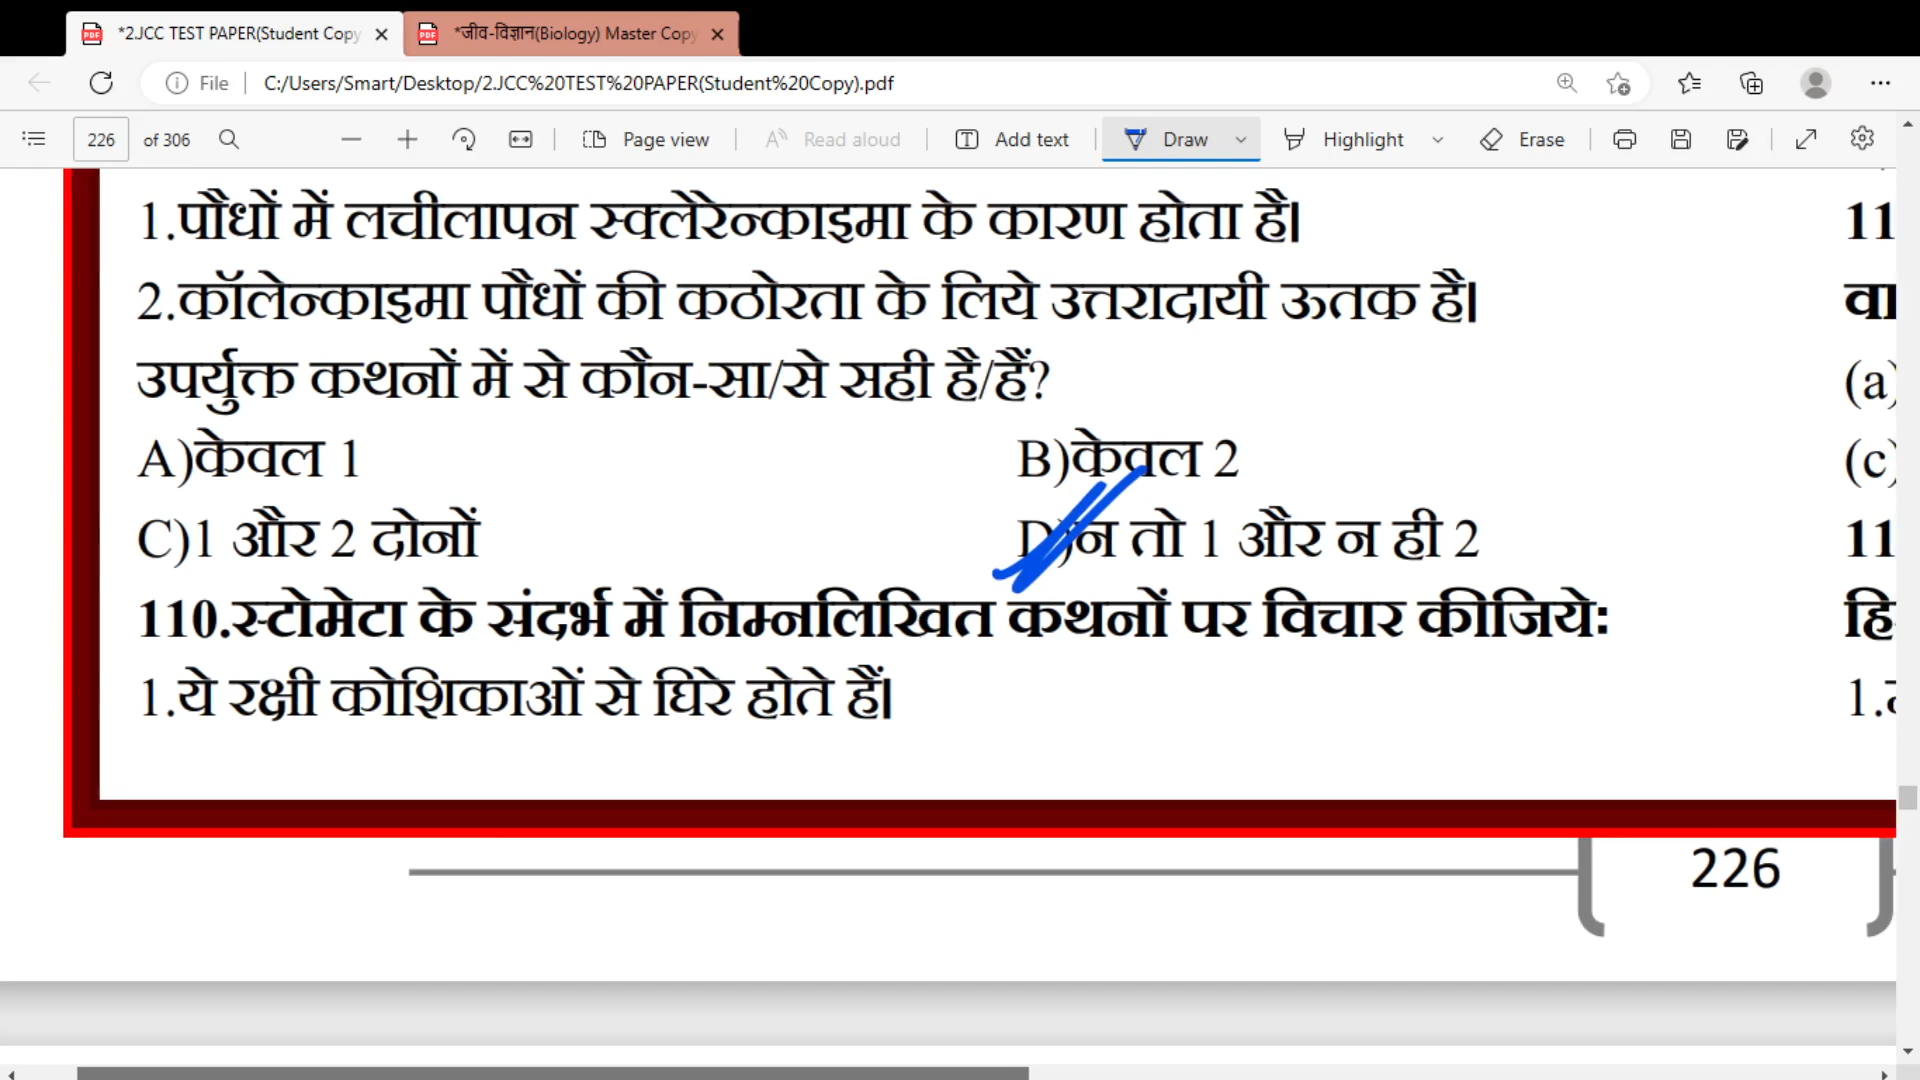 *2.JCC TEST PAPER(Student Copy
*जीव-विज्ञान(Biology) Master Copy
File
C:/Users/Smart/Desktop/2.JCC%20TEST%20PAPER(Student%20Copy).pdf
226 of 306
Page view
Read aloud
Add text
Draw
Highlight
Erase
1.पौधों में लचीलापन स्क्लेरेन्काइमा के कारण होता है।
2.कॉलेन्काइमा पौधों की कठोरता के लिये उत्तरादायी ऊतक है।
उपर्युक्त कथनों में से कौन-सा/से सही है/हैं?
A)केवल 1
B)केवल 2
C)1 और 2 दोनों
D)न तो 1 और न ही 2
110.स्टोमेटा के संदर्भ में निम्नलिखित कथनों पर विचार कीजिये:
1.ये रक्षी कोशिकाओं से घिरे होते हैं।
11
(a)
(c)
11
226